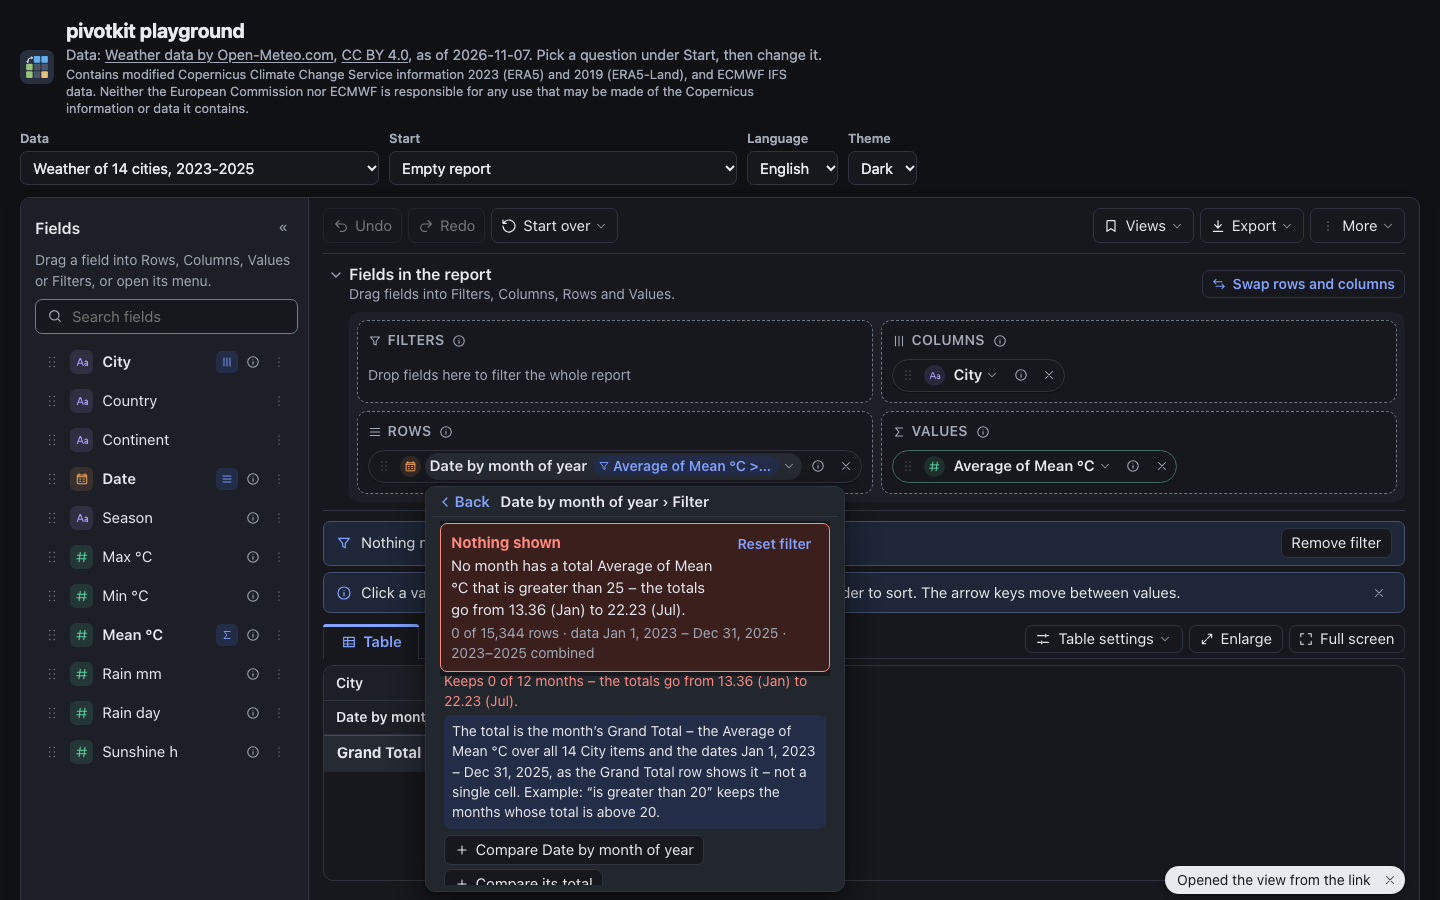 pivotkit playground
Data: Weather data by Open-Meteo.com, CC BY 4.0, as of 2026-11-07. Pick a question under Start, then change it.
Contains modified Copernicus Climate Change Service information 2023 (ERA5) and 2019 (ERA5-Land), and ECMWF IFS
data. Neither the European Commission nor ECMWF is responsible for any use that may be made of the Copernicus
information or data it contains.
Data Start Language Theme
Weather of 14 cities, 2023-2025 Empty report English Dark
Fields «
Drag a field into Rows, Columns, Values
or Filters, or open its menu.
Search fields
Aa City
Aa Country
Aa Continent
Date
Aa Season
# Max °C
# Min °C
# Mean °C Σ
# Rain mm
# Rain day
# Sunshine h
Undo Redo Start over Views Export More
Fields in the report
Drag fields into Filters, Columns, Rows and Values.
Swap rows and columns
FILTERS
Drop fields here to filter the whole report
COLUMNS
Aa City
ROWS
Date by month of year Average of Mean °C >...
Σ VALUES
# Average of Mean °C
Back Date by month of year › Filter
Nothing shown Reset filter
No month has a total Average of Mean
°C that is greater than 25 – the totals
go from 13.36 (Jan) to 22.23 (Jul).
0 of 15,344 rows · data Jan 1, 2023 – Dec 31, 2025 ·
2023–2025 combined
Keeps 0 of 12 months – the totals go from 13.36 (Jan) to
22.23 (Jul).
The total is the month’s Grand Total – the Average of
Mean °C over all 14 City items and the dates Jan 1, 2023
– Dec 31, 2025, as the Grand Total row shows it – not a
single cell. Example: “is greater than 20” keeps the
months whose total is above 20.
+ Compare Date by month of year
+ Compare its total
Nothing Remove filter
Click a to sort. The arrow keys move between values.
Table Table settings Enlarge Full screen
City
Date by
Grand Total
Opened the view from the link